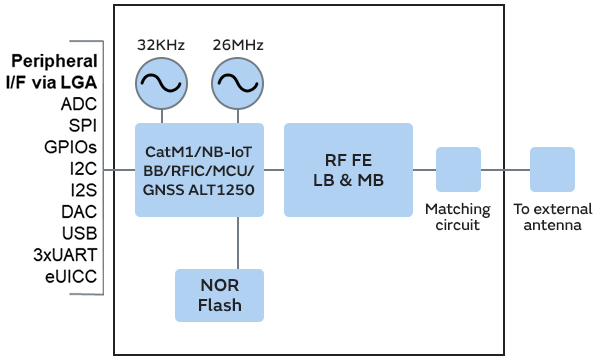 Peripheral
I/F via LGA
ADC
SPI
GPIOs
I2C
I2S
DAC
USB
3xUART
eUICC
32KHz
26MHz
CatM1/NB-IoT
BB/RFIC/MCU/
GNSS ALT1250
RF FE
LB & MB
Matching
circuit
To external
antenna
NOR
Flash